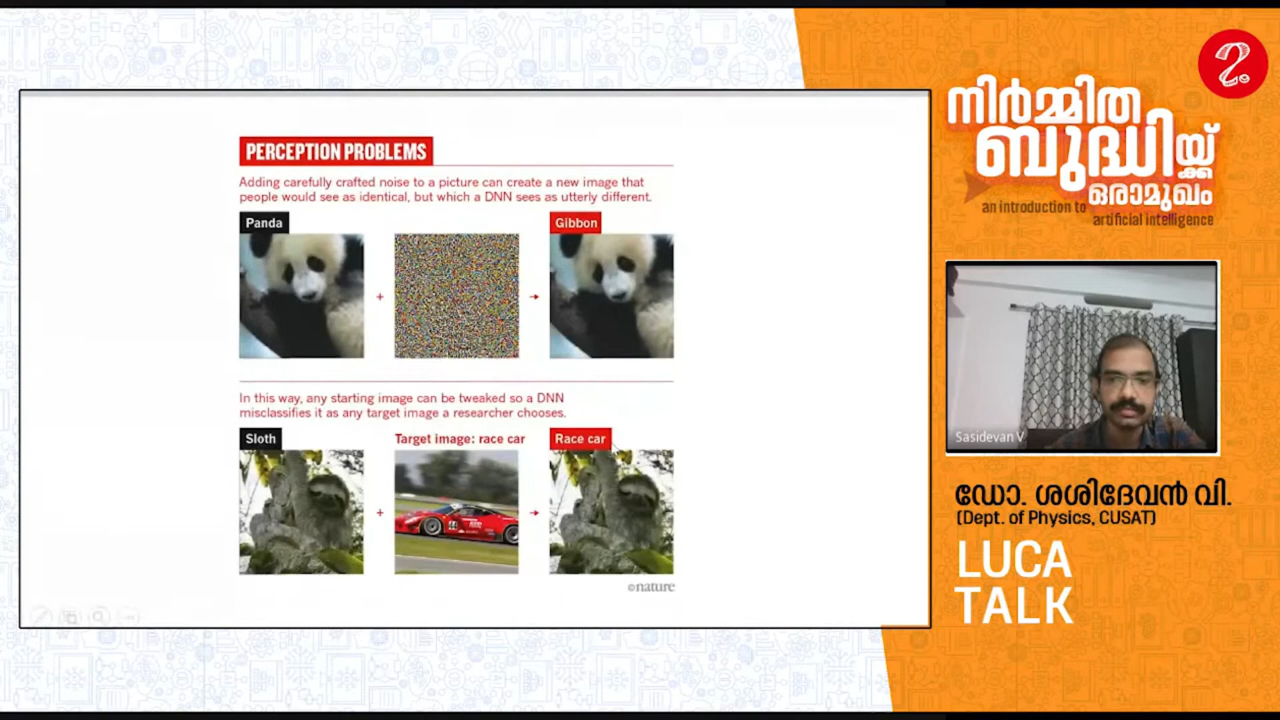 PERCEPTION PROBLEMS
Adding carefully crafted noise to a picture can create a new image that
people would see as identical, but which a DNN sees as utterly different.
Panda
Gibbon
+
In this way, any starting image can be tweaked so a DNN
misclassifies it as any target image a researcher chooses.
Sloth
Target image: race car
Race car
+
44
©nature
നിർമ്മിത
ബുദ്ധിയ്ക്ക്
ഒരാമുഖം
an introduction to
artificial intelligence
Sasidevan V
ഡോ. ശശിദേവൻ വി.
(Dept. of Physics, CUSAT)
LUCA
TALK